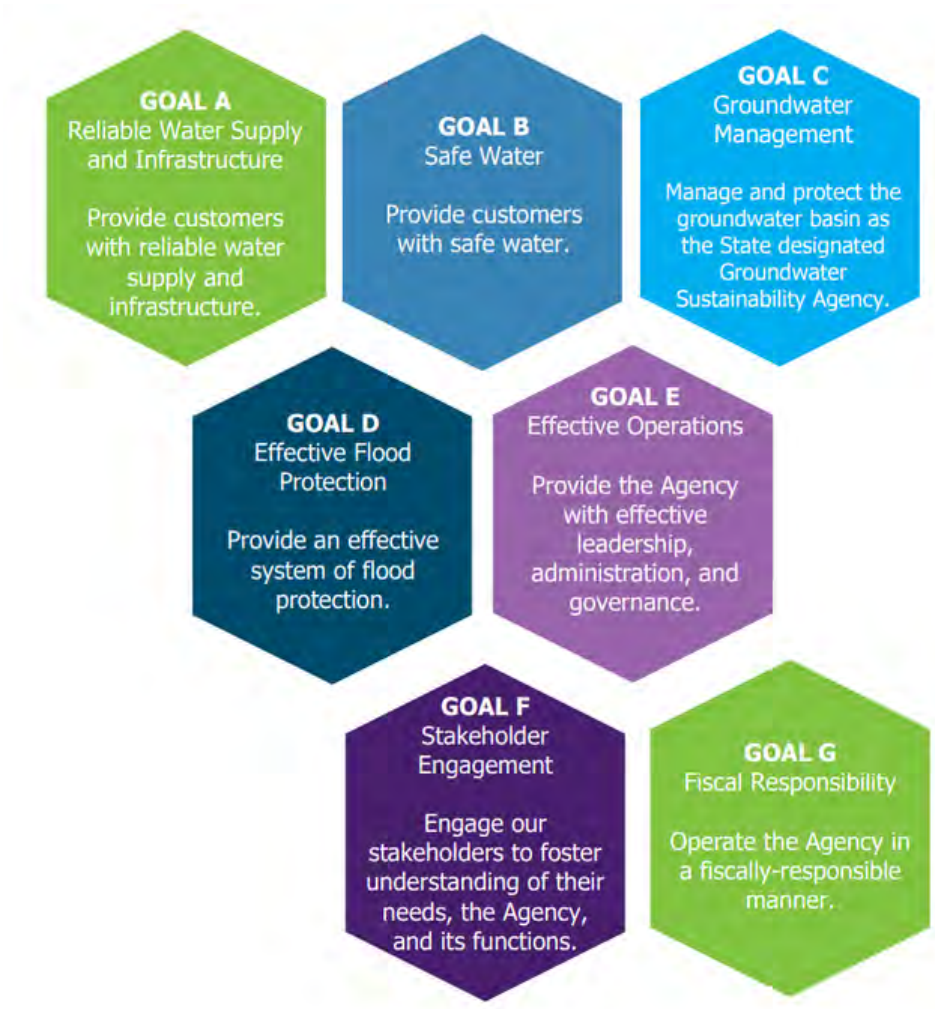 GOAL A
Reliable Water Supply
and Infrastructure
Provide customers
with reliable water
supply and
infrastructure.
GOAL B
Safe Water
Provide customers
with safe water.
GOAL C
Groundwater
Management
Manage and protect the
groundwater basin as
the State designated
Groundwater
Sustainability Agency.
GOAL D
Effective Flood
Protection
Provide an effective
system of flood
protection.
GOAL E
Effective Operations
Provide the Agency
with effective
leadership,
administration, and
governance.
GOAL F
Stakeholder
Engagement
Engage our
stakeholders to foster
understanding of their
needs, the Agency,
and its functions.
GOAL G
Fiscal Responsibility
Operate the Agency in
a fiscally-responsible
manner.